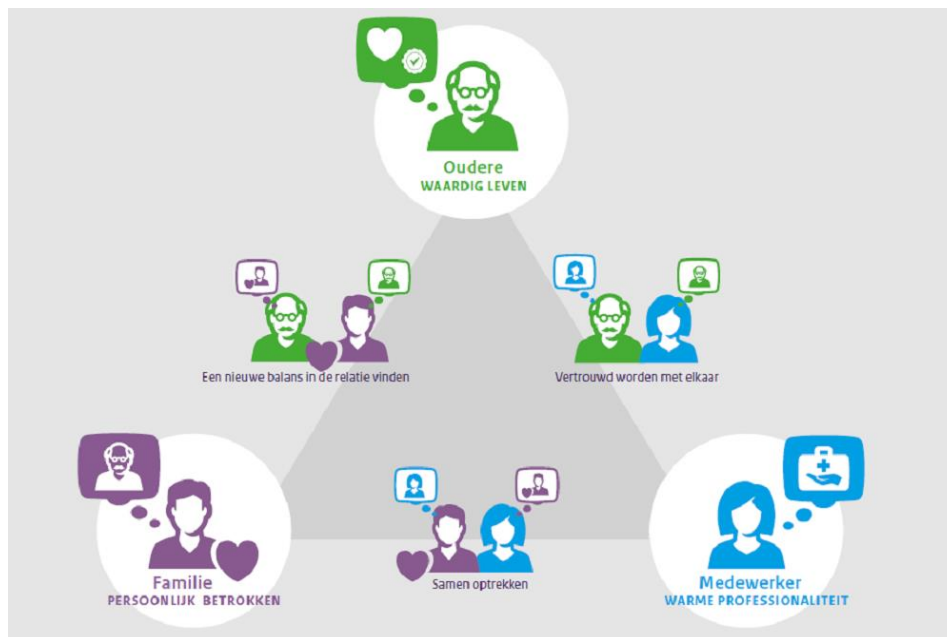 Oudere
WAARDIG LEVEN
Een nieuwe balans in de relatie vinden
Vertrouwd worden met elkaar
Samen optrekken
Familie
PERSOONLIJK BETROKKEN
Medewerker
WARME PROFESSIONALITEIT